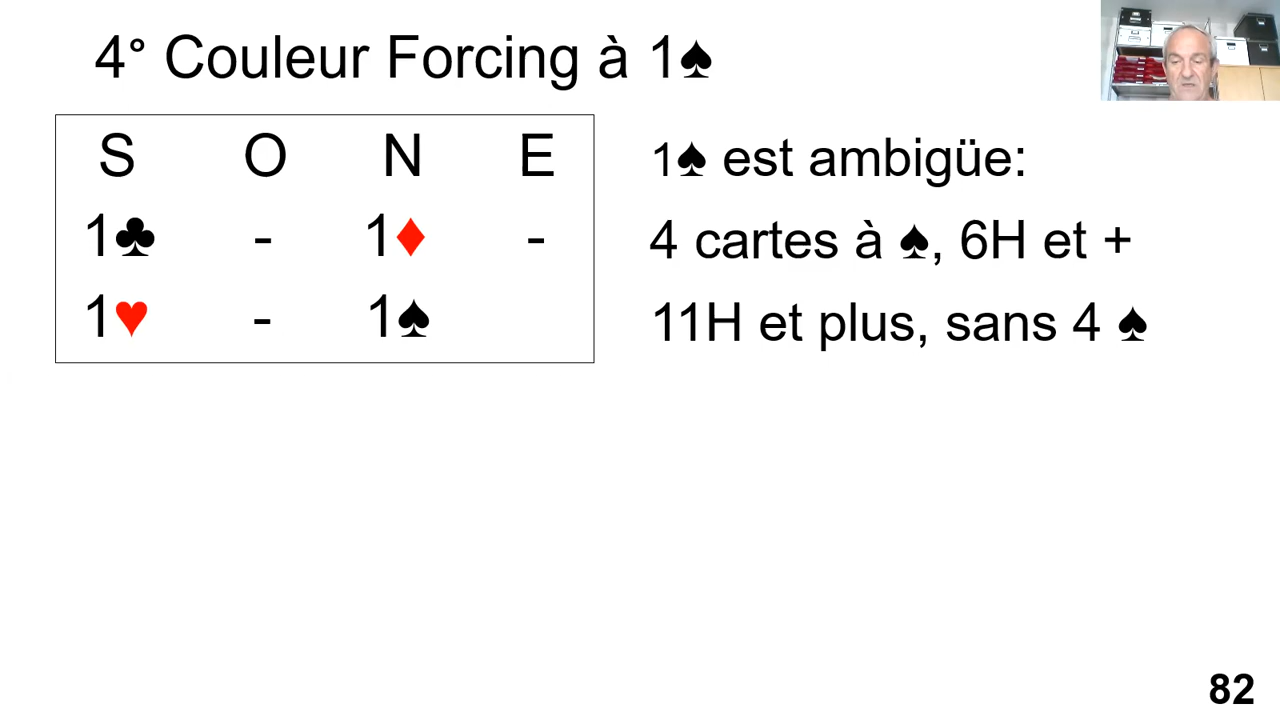 4° Couleur Forcing à 1♠
S O N E
1♣ - 1♦ -
1♥ - 1♠
1♠ est ambigüe:
4 cartes à ♠, 6H et +
11H et plus, sans 4 ♠
82